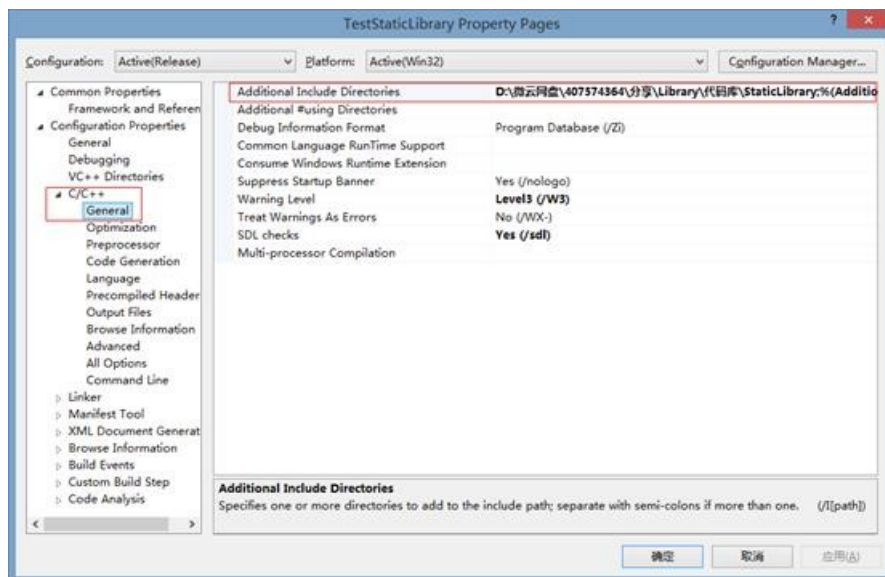 TestStaticLibrary Property Pages
? ×
Configuration: Active(Release) Platform: Active(Win32) Configuration Manager...
Common Properties
Framework and Referen
Configuration Properties
General
Debugging
VC++ Directories
C/C++
General
Optimization
Preprocessor
Code Generation
Language
Precompiled Header
Output Files
Browse Information
Advanced
All Options
Command Line
Linker
Manifest Tool
XML Document Generat
Browse Information
Build Events
Custom Build Step
Code Analysis
Additional Include Directories D:\微云网盘\407574364\分享\Library\代码库\StaticLibrary;%(Additio
Additional #using Directories
Debug Information Format Program Database (/Zi)
Common Language RunTime Support
Consume Windows Runtime Extension
Suppress Startup Banner Yes (/nologo)
Warning Level Level3 (/W3)
Treat Warnings As Errors No (/WX-)
SDL checks Yes (/sdl)
Multi-processor Compilation
Additional Include Directories
Specifies one or more directories to add to the include path; separate with semi-colons if more than one. (/I[path])
确定 取消 应用(A)